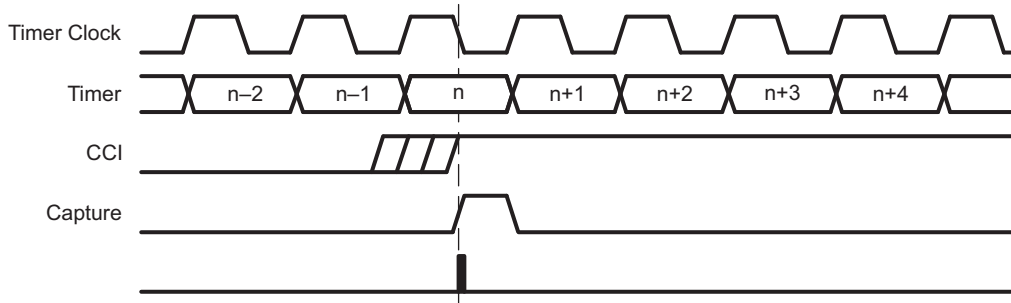 Timer Clock
Timer
n–2 n–1 n n+1 n+2 n+3 n+4
CCI
Capture